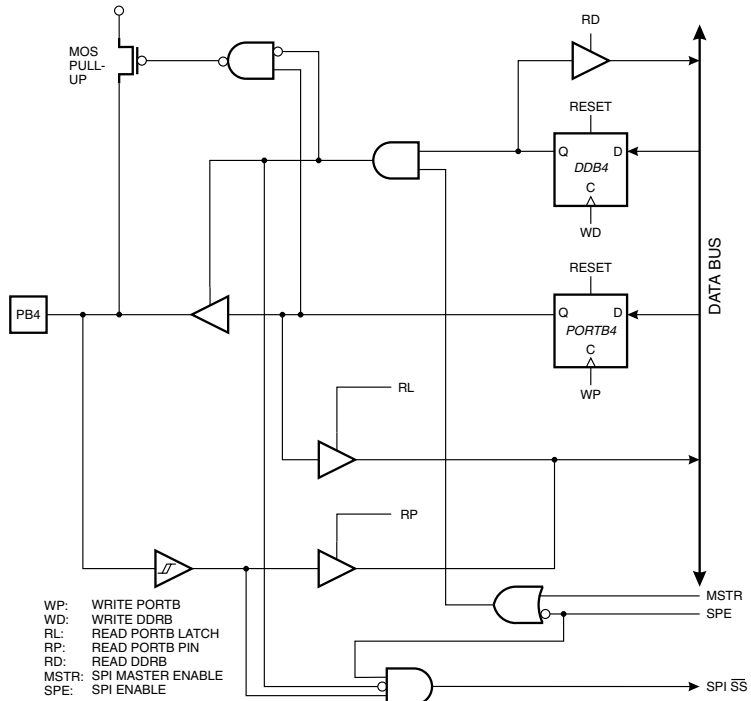 RD
MOS
PULL-
UP
RESET
Q D
DDB4
C
WD
RESET
PB4
Q D
PORTB4
C
WP
DATA BUS
RL
RP
WP: WRITE PORTB
WD: WRITE DDRB
RL: READ PORTB LATCH
RP: READ PORTB PIN
RD: READ DDRB
MSTR: SPI MASTER ENABLE
SPE: SPI ENABLE
MSTR
SPE
SPI S̅S̅